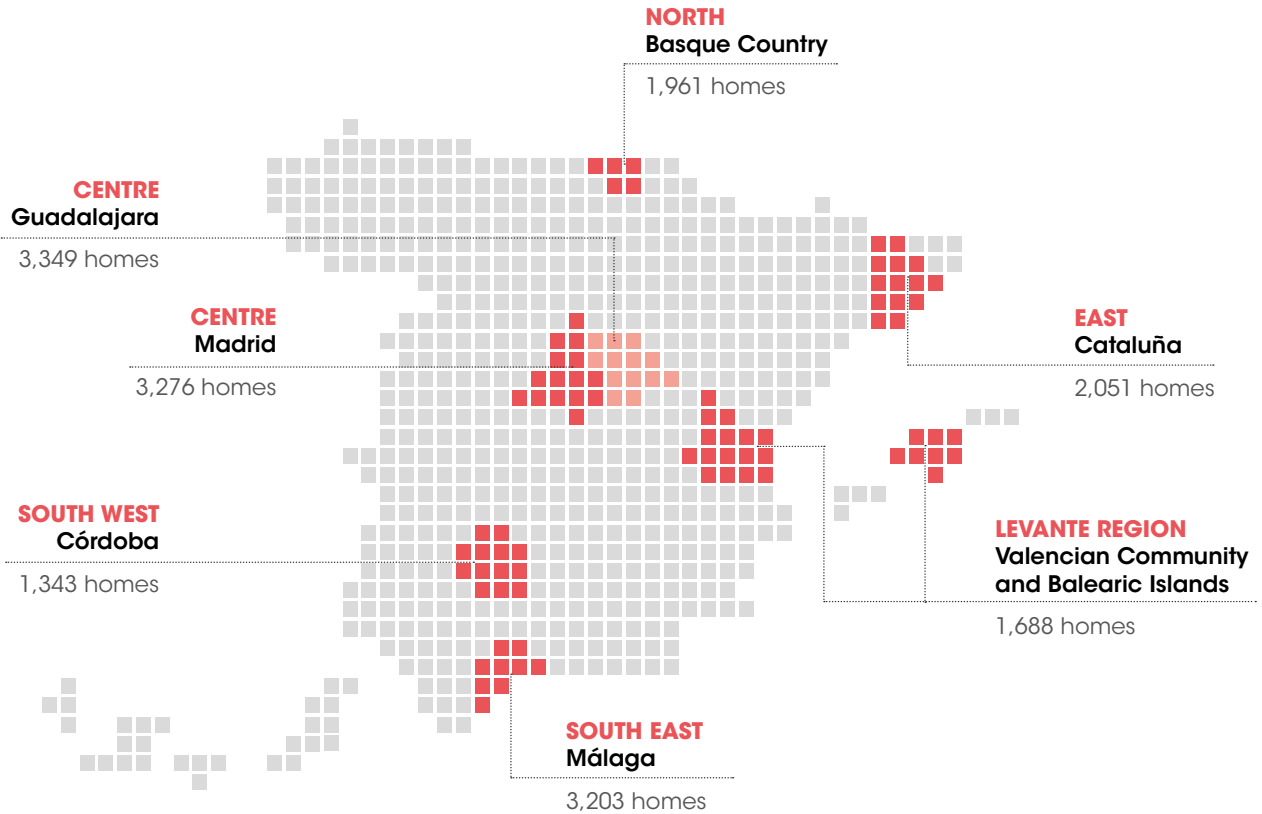 NORTH
Basque Country
1,961 homes
CENTRE
Guadalajara
3,349 homes
CENTRE
Madrid
3,276 homes
EAST
Cataluña
2,051 homes
SOUTH WEST
Córdoba
1,343 homes
LEVANTE REGION
Valencian Community
and Balearic Islands
1,688 homes
SOUTH EAST
Málaga
3,203 homes